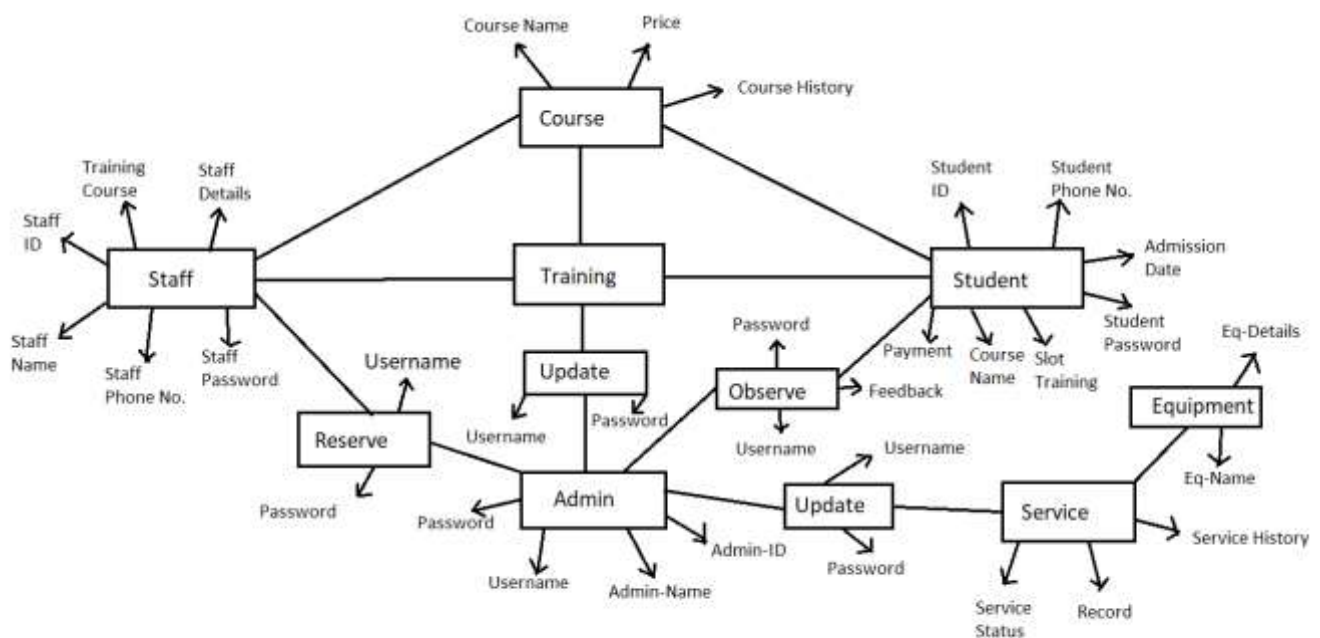 Course Name
Price
Course History
Course
Training
Course
Staff
Details
Staff
ID
Staff
Staff
Name
Staff
Phone No.
Staff
Password
Training
Student
ID
Student
Phone No.
Admission
Date
Student
Student
Password
Payment
Course
Name
Slot
Training
Username
Update
Username
Password
Password
Observe
Feedback
Username
Eq-Details
Equipment
Eq-Name
Reserve
Password
Admin
Password
Username
Admin-Name
Admin-ID
Username
Update
Password
Service
Service History
Service
Status
Record